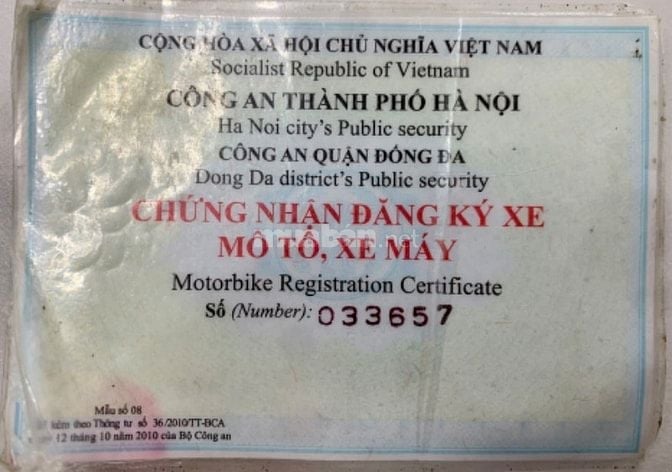 CỘNG HÒA XÃ HỘI CHỦ NGHĨA VIỆT NAM
Socialist Republic of Vietnam
CÔNG AN THÀNH PHỐ HÀ NỘI
Ha Noi city's Public security
CÔNG AN QUẬN ĐỐNG ĐA
Dong Da district's Public security
CHỨNG NHẬN ĐĂNG KÝ XE
MÔ TÔ, XE MÁY
muaban.net
Motorbike Registration Certificate
Số (Number): 033657
Mẫu số 08
kèm theo Thông tư số 36/2010/TT-BCA
12 tháng 10 năm 2010 của Bộ Công an